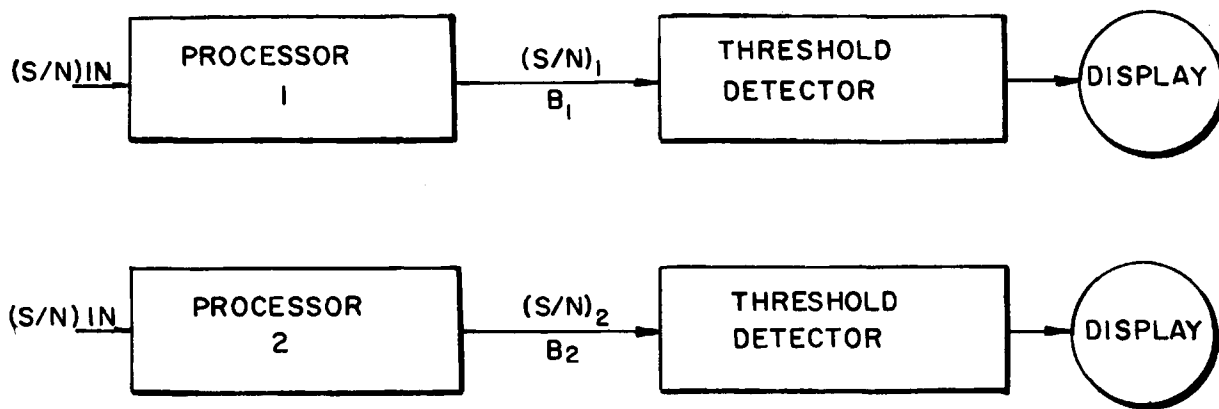 (S/N)IN
PROCESSOR
1
(S/N)₁
B₁
THRESHOLD
DETECTOR
DISPLAY
(S/N) IN
PROCESSOR
2
(S/N)₂
B₂
THRESHOLD
DETECTOR
DISPLAY